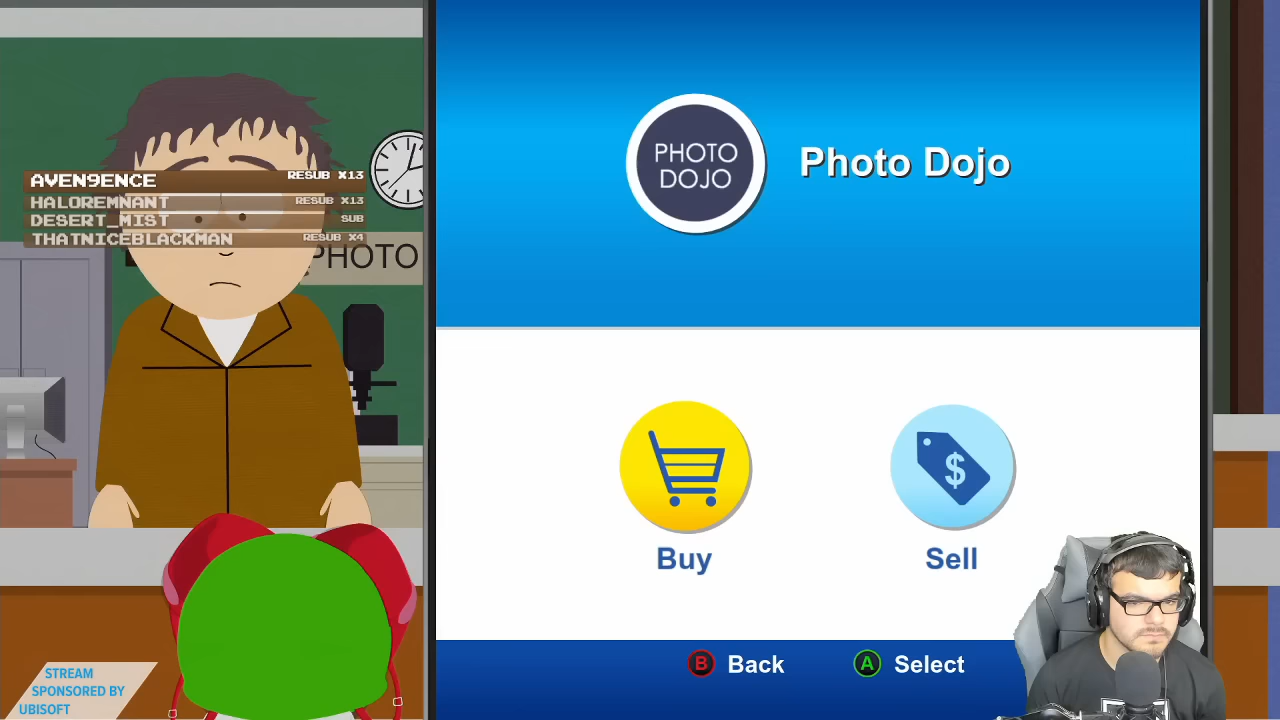 AVEN9ENCE RESUB X13
HALOREMNANT RESUB X13
DESERT_MIST SUB
THATNICEBLACKMAN RESUB X4
PHOTO
PHOTO
DOJO
Photo Dojo
$
Buy
Sell
B Back
A Select
STREAM
SPONSORED BY
UBISOFT